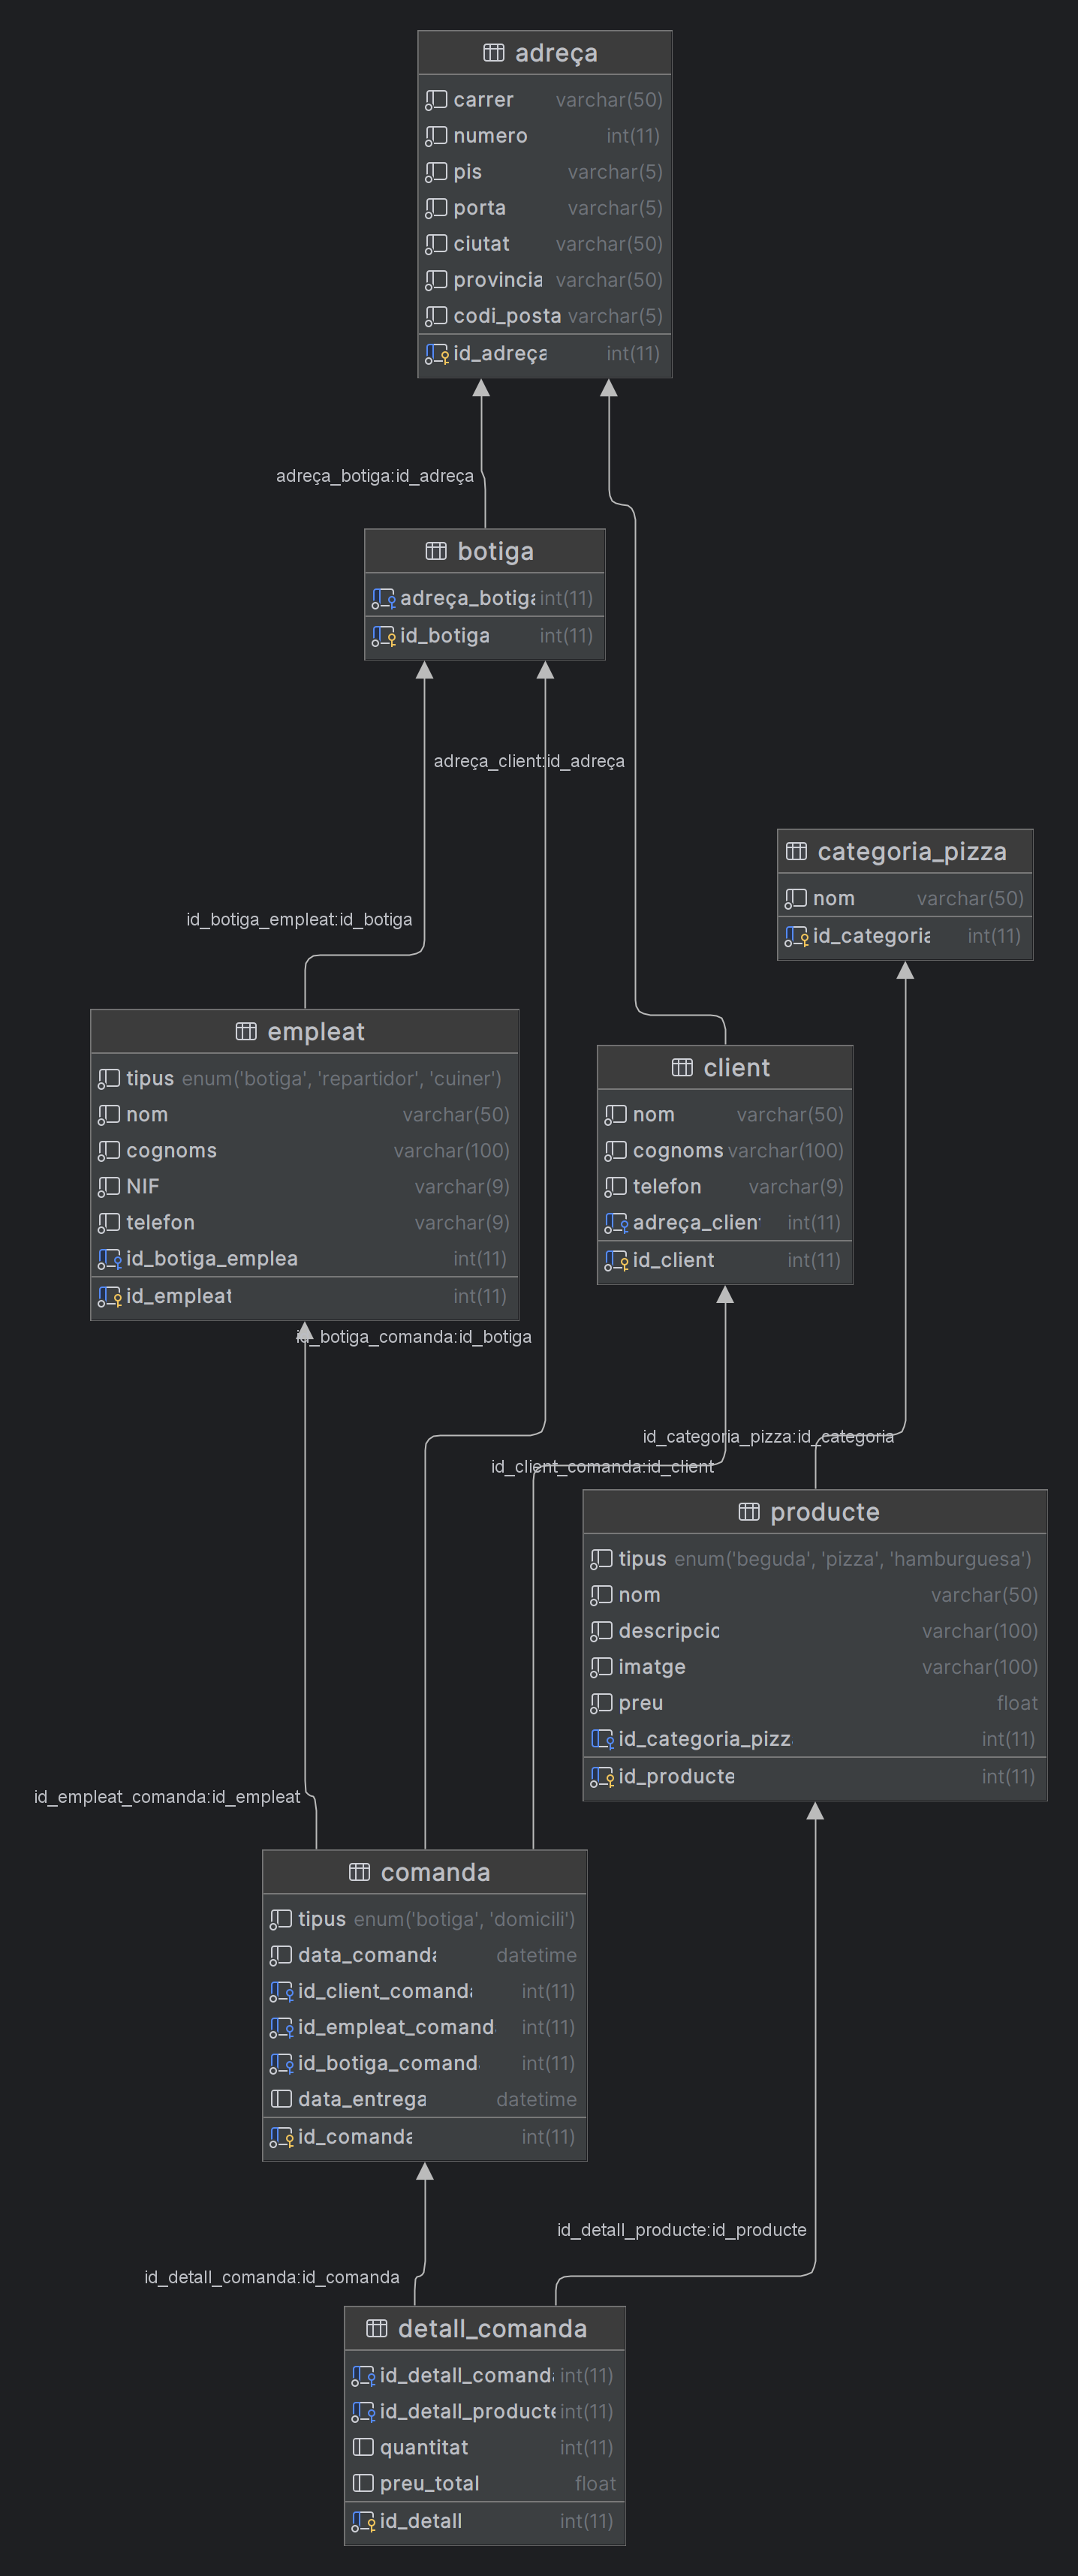 adreça
carrer varchar(50)
numero int(11)
pis varchar(5)
porta varchar(5)
ciutat varchar(50)
provincia varchar(50)
codi_posta varchar(5)
id_adreça int(11)
adreça_botiga:id_adreça
botiga
adreça_botiga int(11)
id_botiga int(11)
adreça_client:id_adreça
categoria_pizza
nom varchar(50)
id_categoria int(11)
id_botiga_empleat:id_botiga
empleat
tipus enum('botiga', 'repartidor', 'cuiner')
nom varchar(50)
cognoms varchar(100)
NIF varchar(9)
telefon varchar(9)
id_botiga_emplea int(11)
id_empleat int(11)
client
nom varchar(50)
cognoms varchar(100)
telefon varchar(9)
adreça_client int(11)
id_client int(11)
id_botiga_comanda:id_botiga
id_categoria_pizza:id_categoria
id_client_comanda:id_client
producte
tipus enum('beguda', 'pizza', 'hamburguesa')
nom varchar(50)
descripcio varchar(100)
imatge varchar(100)
preu float
id_categoria_pizz int(11)
id_producte int(11)
id_empleat_comanda:id_empleat
comanda
tipus enum('botiga', 'domicili')
data_comanda datetime
id_client_comanda int(11)
id_empleat_comand int(11)
id_botiga_comand int(11)
data_entrega datetime
id_comanda int(11)
id_detall_producte:id_producte
id_detall_comanda:id_comanda
detall_comanda
id_detall_comanda int(11)
id_detall_producte int(11)
quantitat int(11)
preu_total float
id_detall int(11)